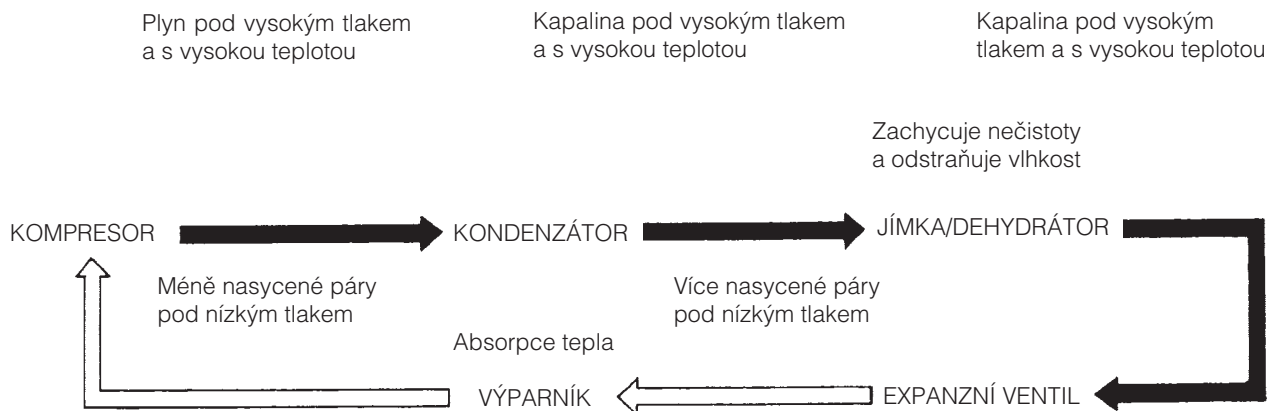 Plyn pod vysokým tlakem
a s vysokou teplotou
Kapalina pod vysokým tlakem
a s vysokou teplotou
Kapalina pod vysokým
tlakem a s vysokou teplotou
Zachycuje nečistoty
a odstraňuje vlhkost
KOMPRESOR
KONDENZÁTOR
JÍMKA/DEHYDRÁTOR
Méně nasycené páry
pod nízkým tlakem
Více nasycené páry
pod nízkým tlakem
Absorpce tepla
VÝPARNÍK
EXPANZNÍ VENTIL